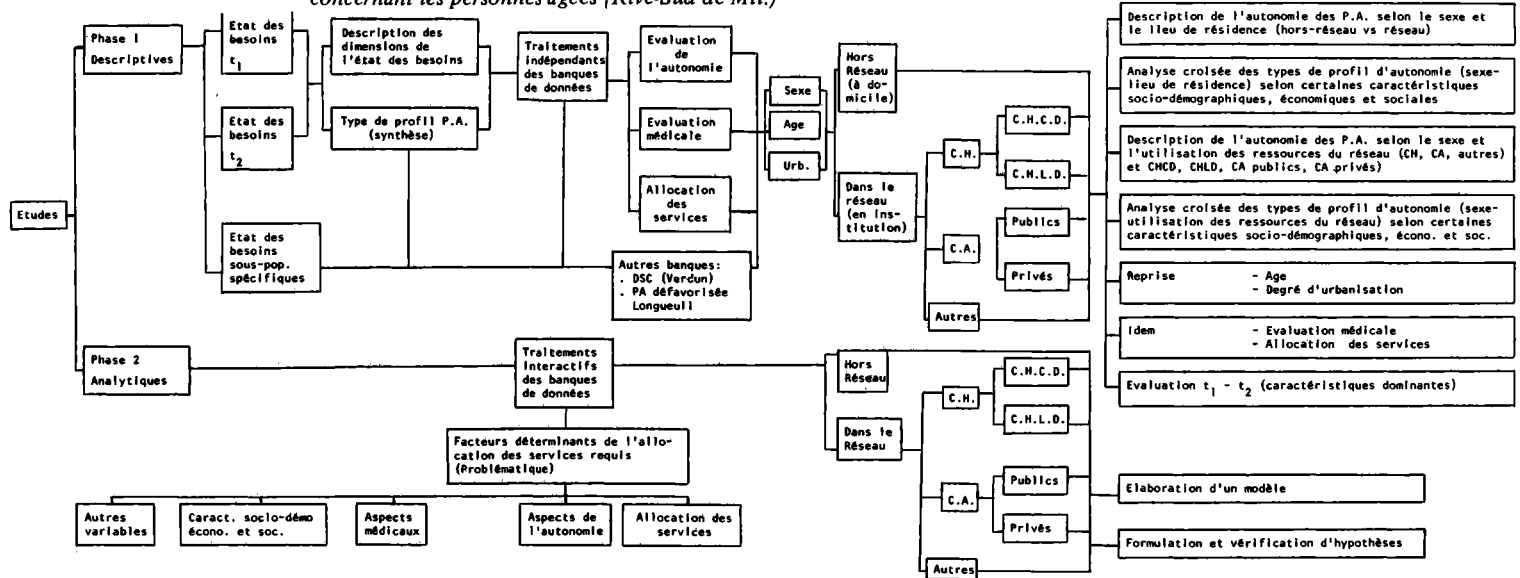 concernant les personnes âgées (Rive-Sud de Mtl.)
Etudes
Phase 1
Descriptives
Etat des
besoins
t1
Etat des
besoins
t2
Etat des
besoins
sous-pop.
spécifiques
Description des
dimensions de
l'état des besoins
Type de profil P.A.
(synthèse)
Traitements
indépendants
des banques
de données
Evaluation
de
l'autonomie
Evaluation
médicale
Allocation
des
services
Autres banques:
. DSC (Verdun)
. PA défavorisée
Longueuil
Sexe
Age
Urb.
Hors
Réseau
(à do-
micile)
Dans le
réseau
(en ins-
titution)
C.H.
C.A.
Autres
C.H.C.D.
C.H.L.D.
Publics
Privés
Description de l'autonomie des P.A. selon le sexe et
le lieu de résidence (hors-réseau vs réseau)
Analyse croisée des types de profil d'autonomie (sexe-
lieu de résidence) selon certaines caractéristiques
socio-démographiques, économiques et sociales
Description de l'autonomie des P.A. selon le sexe et
l'utilisation des ressources du réseau (CH, CA, autres)
et CHCD, CHLD, CA publics, CA privés)
Analyse croisée des types de profil d'autonomie (sexe-
utilisation des ressources du réseau) selon certaines
caractéristiques socio-démographiques, écono. et soc.
Reprise - Age
- Degré d'urbanisation
Idem - Evaluation médicale
- Allocation des services
Evaluation t1 - t2 (caractéristiques dominantes)
Phase 2
Analytiques
Traitements
Interactifs
des banques
de données
Facteurs déterminants de l'allo-
cation des services requis
(Problématique)
Autres
variables
Caract. socio-démo
écono. et soc.
Aspects
médicaux
Aspects de
l'autonomie
Allocation des
services
Hors
Réseau
Dans le
Réseau
C.H.
C.A.
Autres
C.H.C.D.
C.H.L.D.
Publics
Privés
Elaboration d'un modèle
Formulation et vérification d'hypothèses